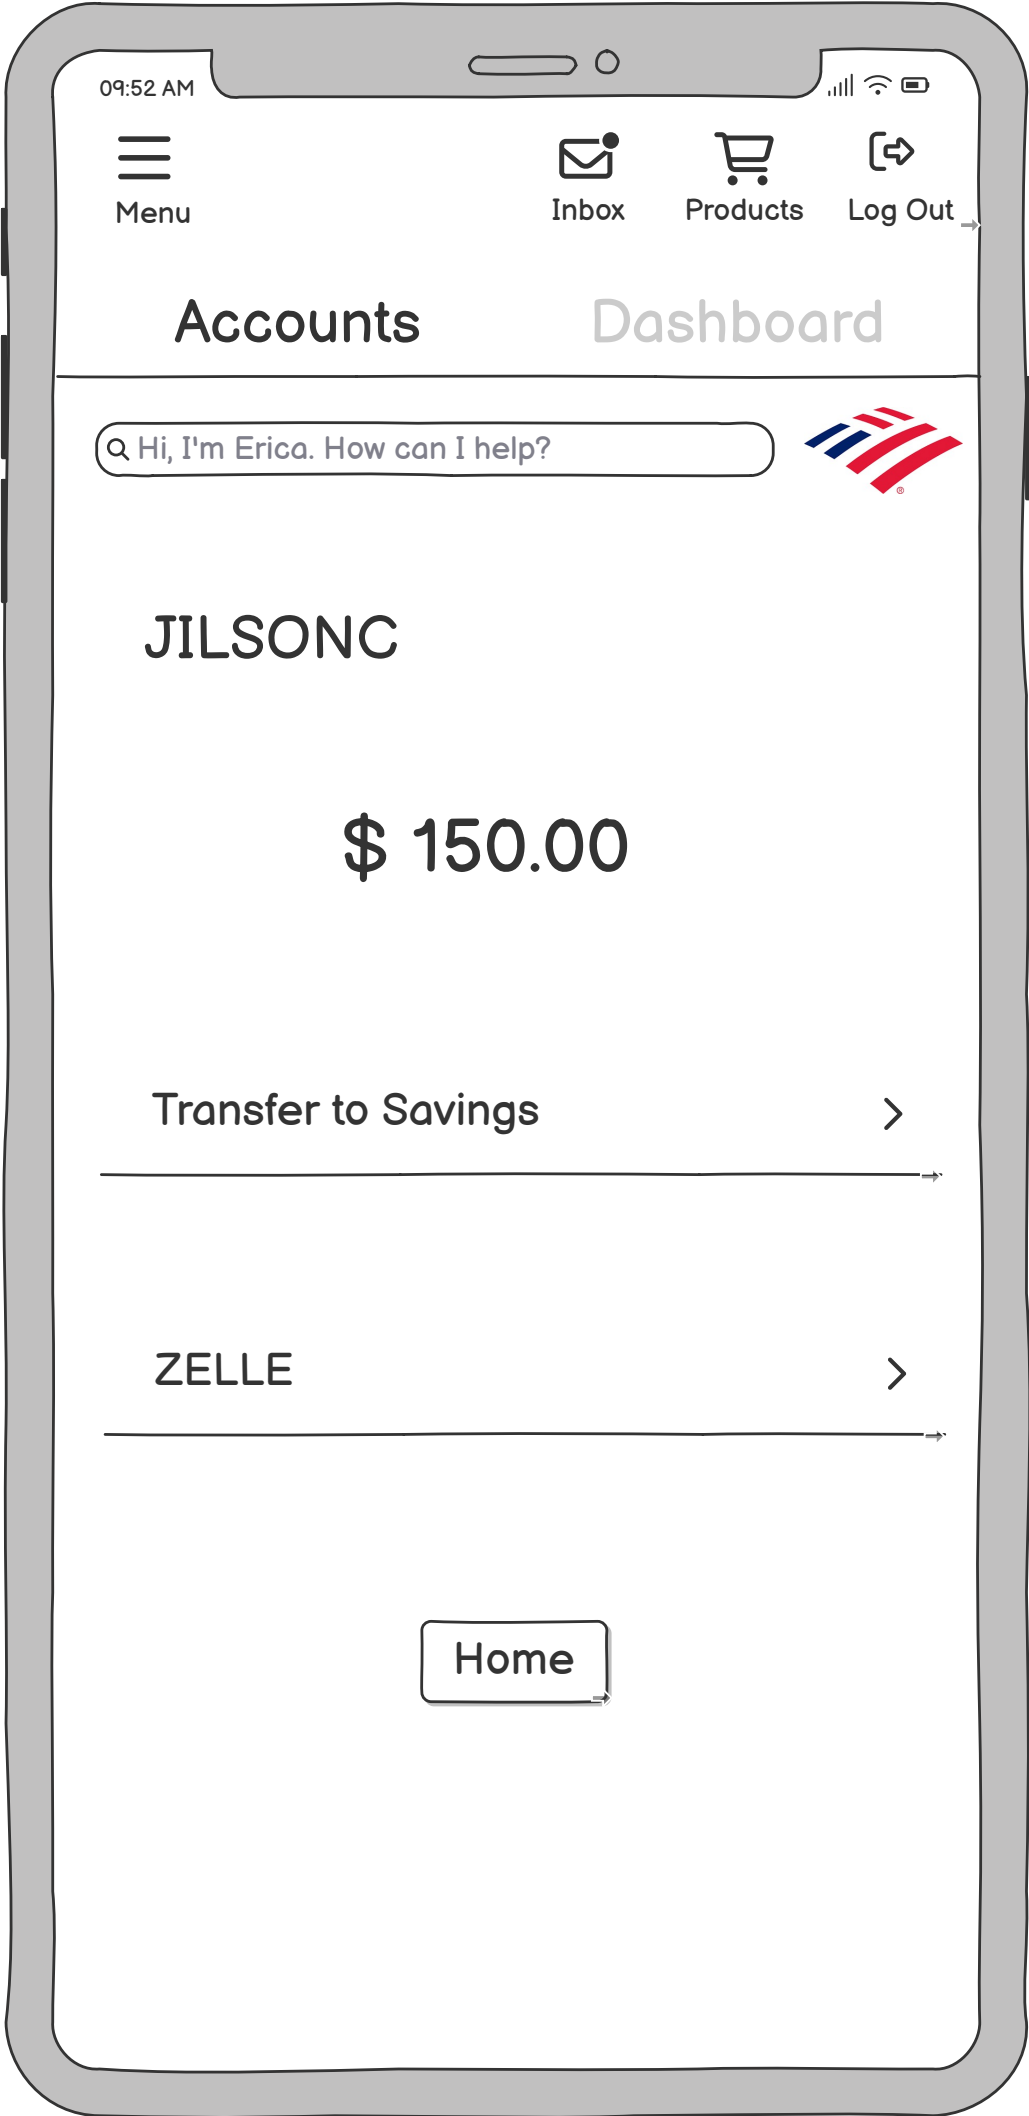 09:52 AM
Menu
Inbox
Products
Log Out
Accounts
Dashboard
Hi, I'm Erica. How can I help?
®
JILSONC
$ 150.00
Transfer to Savings
ZELLE
Home